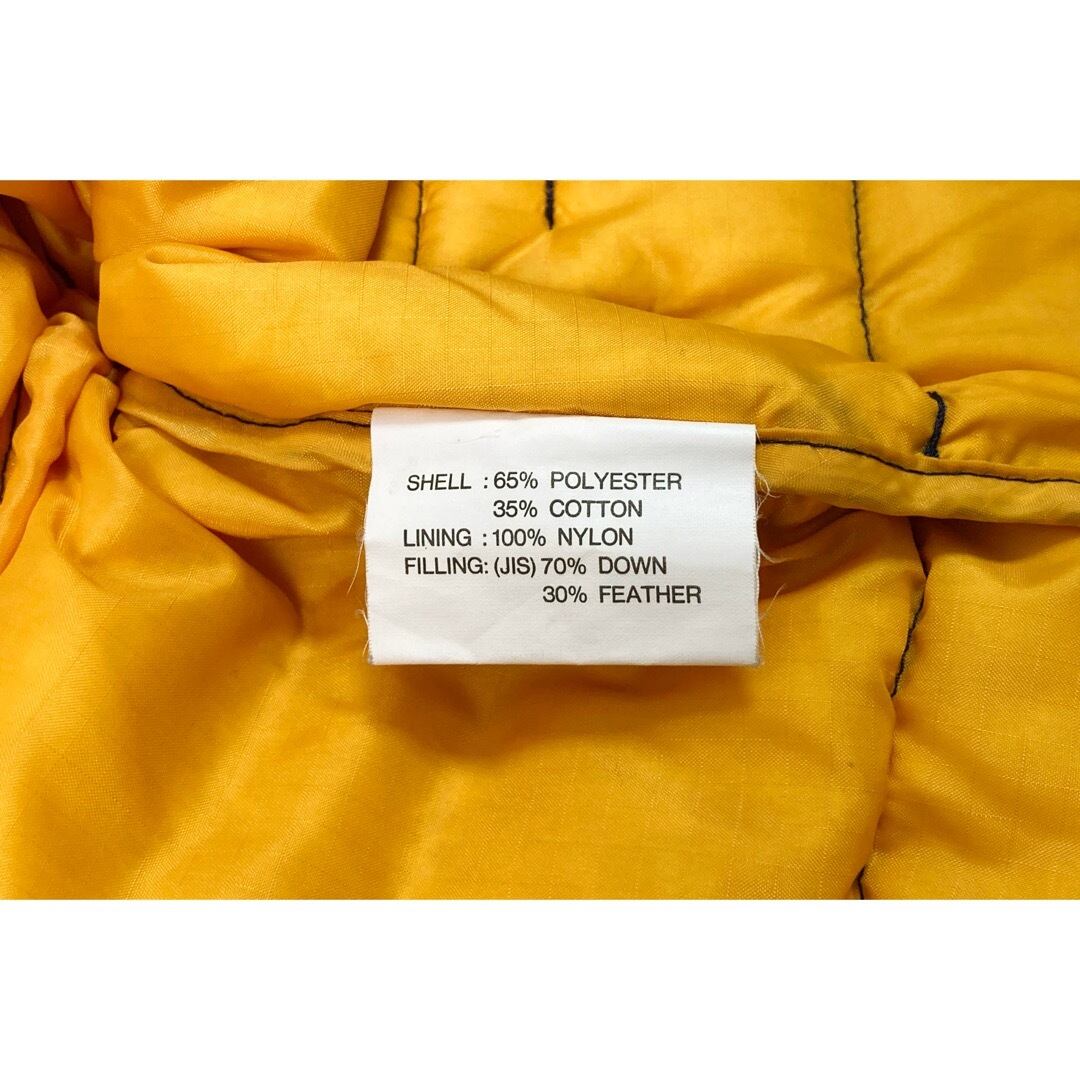 SHELL : 65% POLYESTER
35% COTTON
LINING : 100% NYLON
FILLING: (JIS) 70% DOWN
30% FEATHER